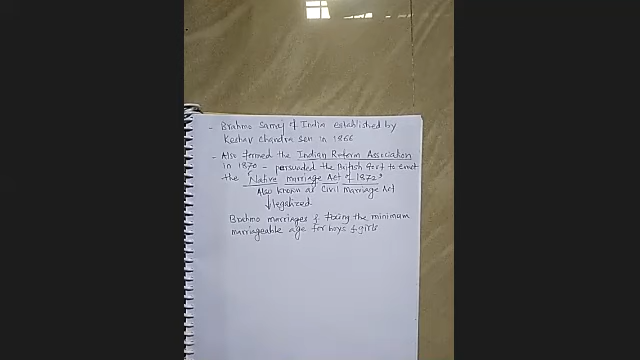 - Brahmo Samaj of India established by
Keshav Chandra Sen in 1866
- Also formed the Indian Reform Association
in 1870 - persuaded the British Govt to enact
the "Native marriage Act of 1872"
Also known as Civil Marriage Act
↓legalized
Brahmo marriages & fixing the minimum
marriageable age for boys & girls